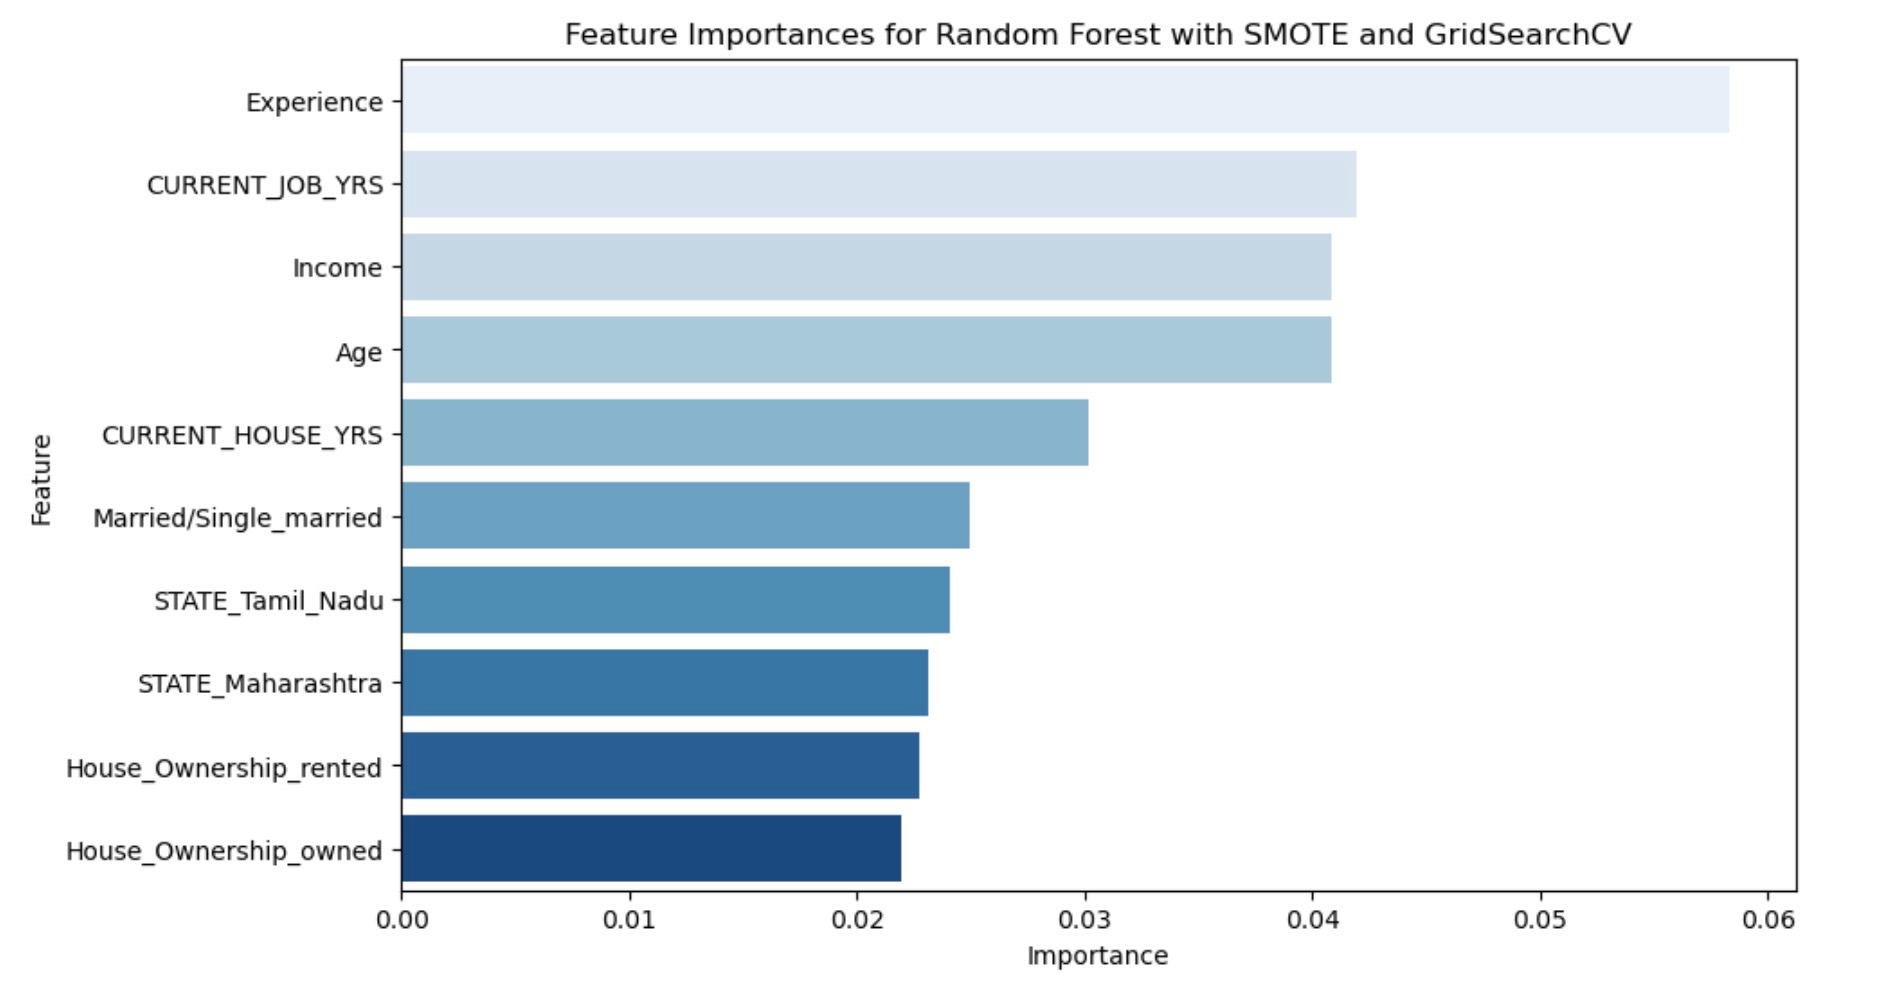 Feature Importances for Random Forest with SMOTE and GridSearchCV
Experience
CURRENT_JOB_YRS
Income
Age
CURRENT_HOUSE_YRS
Married/Single_married
STATE_Tamil_Nadu
STATE_Maharashtra
House_Ownership_rented
House_Ownership_owned
Feature
0.00 0.01 0.02 0.03 0.04 0.05 0.06
Importance